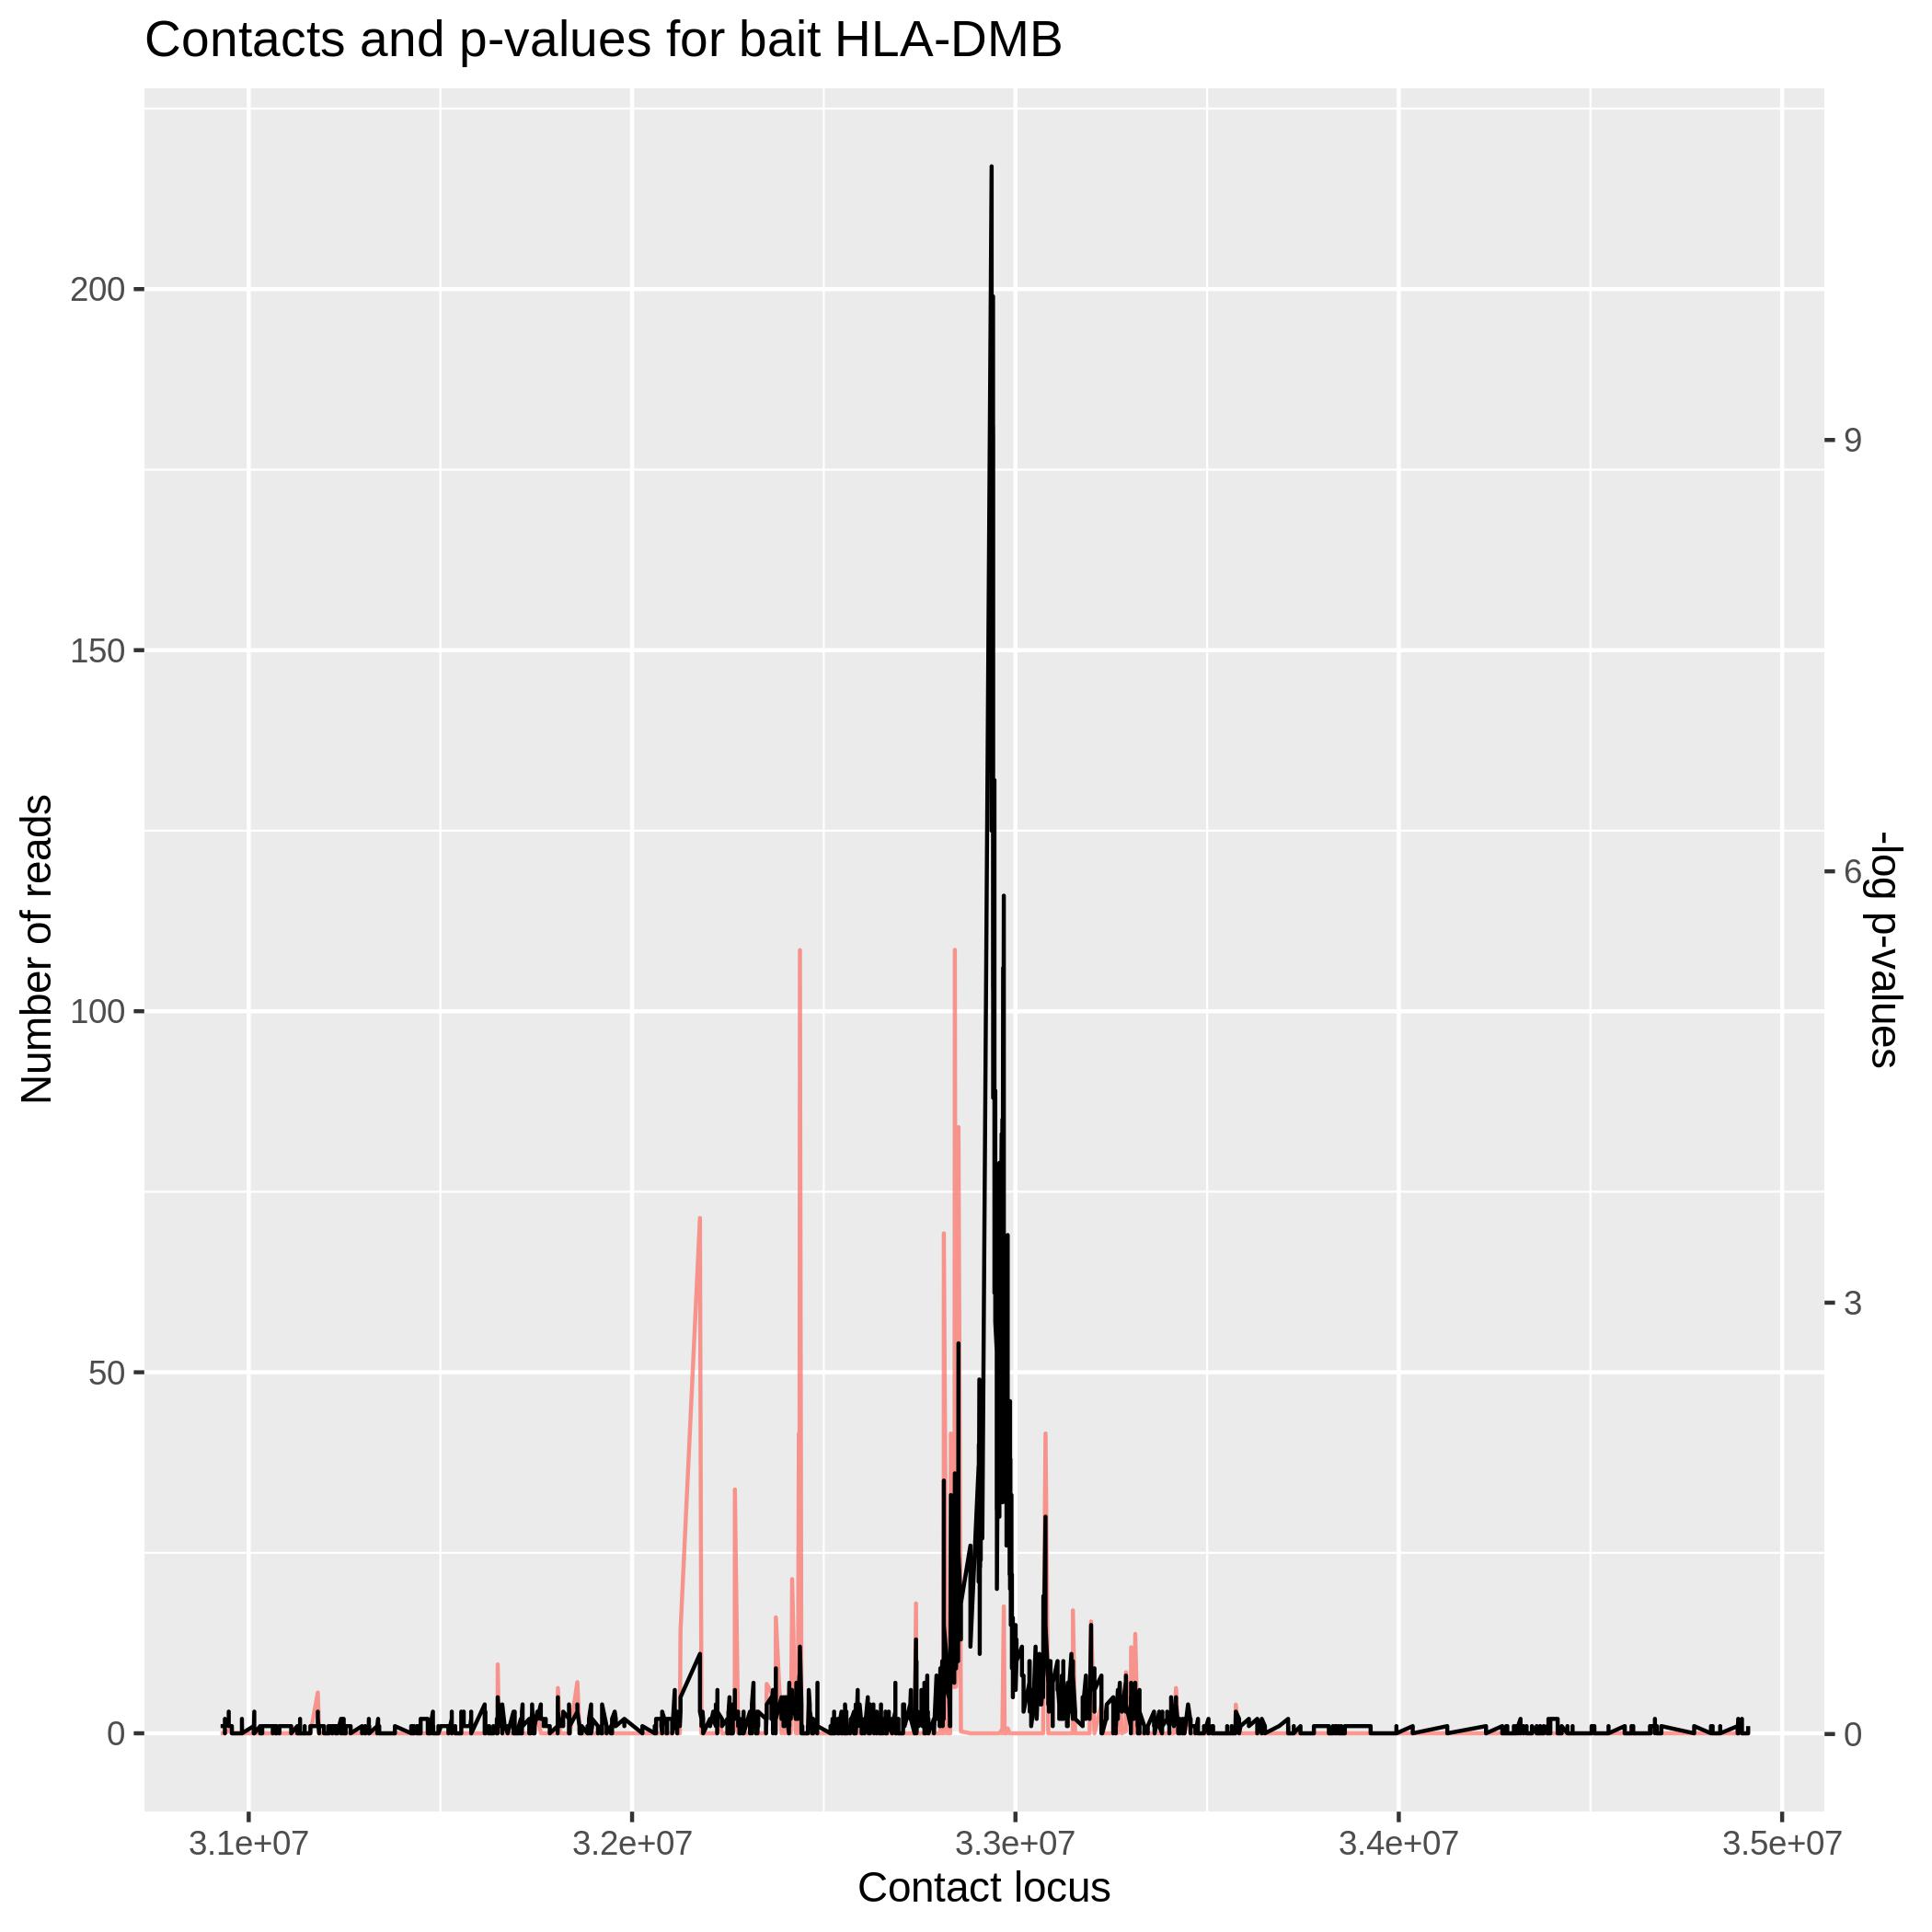 Contacts and p-values for bait HLA-DMB
200
150
100
50
0
Number of reads
9
6
3
0
-log p-values
3.1e+07 3.2e+07 3.3e+07 3.4e+07 3.5e+07
Contact locus